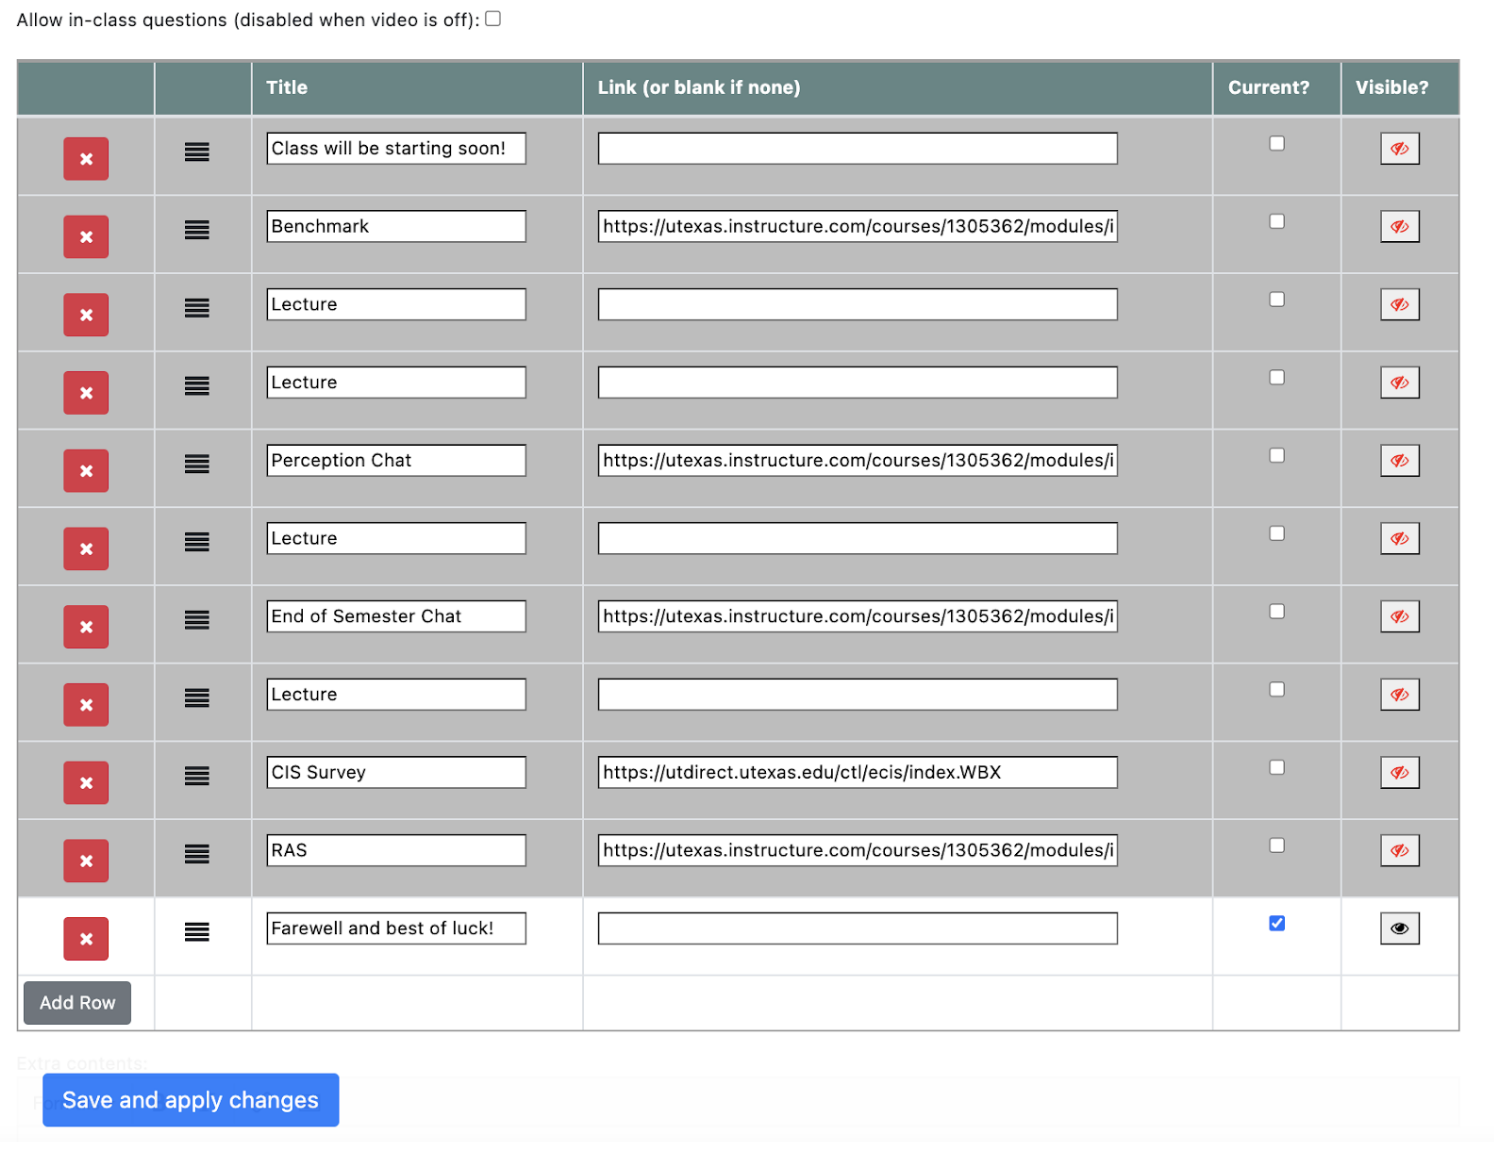 Allow in-class questions (disabled when video is off):
Title Link (or blank if none) Current? Visible?
Class will be starting soon!
Benchmark https://utexas.instructure.com/courses/1305362/modules/i
Lecture
Lecture
Perception Chat https://utexas.instructure.com/courses/1305362/modules/i
Lecture
End of Semester Chat https://utexas.instructure.com/courses/1305362/modules/i
Lecture
CIS Survey https://utdirect.utexas.edu/ctl/ecis/index.WBX
RAS https://utexas.instructure.com/courses/1305362/modules/i
Farewell and best of luck!
Add Row
Extra contents:
Save and apply changes